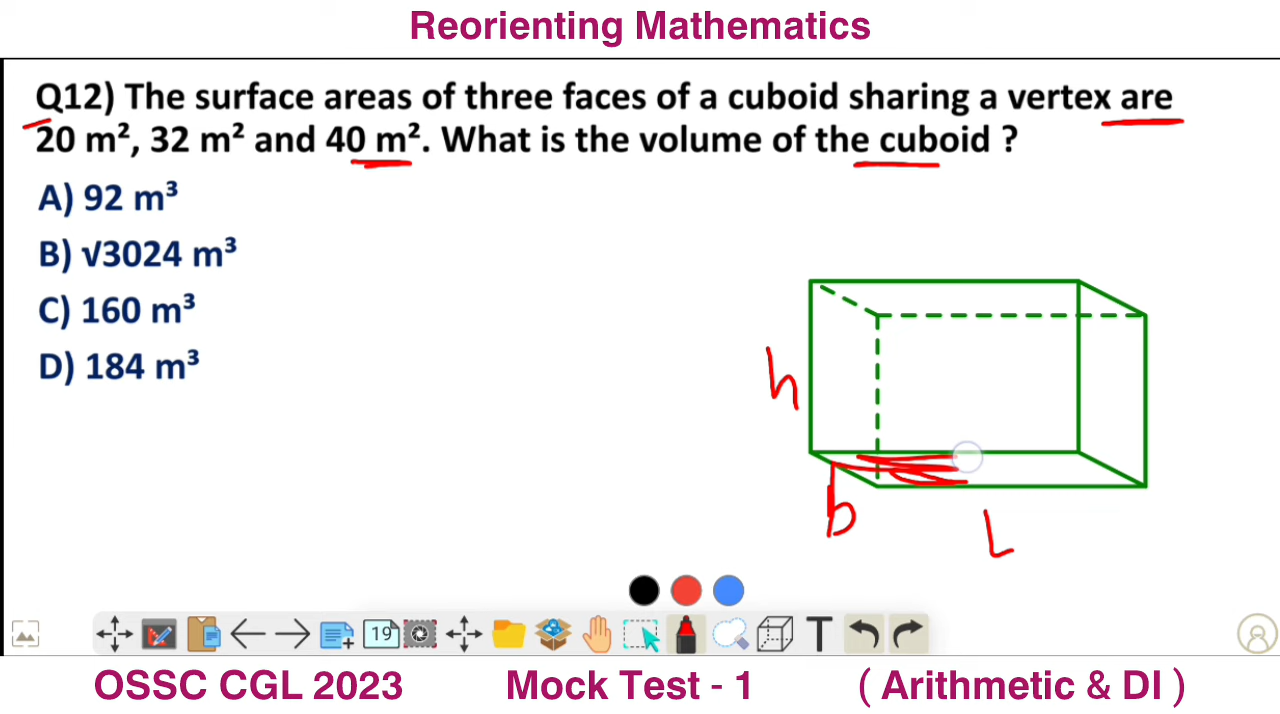 Reorienting Mathematics
Q12) The surface areas of three faces of a cuboid sharing a vertex are
20 m², 32 m² and 40 m². What is the volume of the cuboid ?
A) 92 m³
B) √3024 m³
C) 160 m³
D) 184 m³
h
b
L
19
T
OSSC CGL 2023 Mock Test - 1 ( Arithmetic & DI )